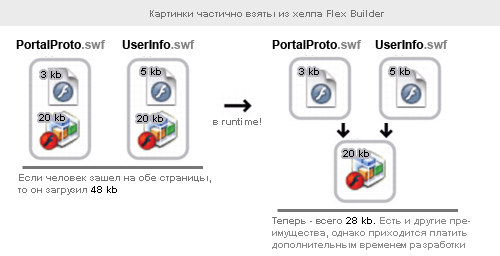 Картинки частично взяты из хелпа Flex Builder
PortalProto.swf
UserInfo.swf
3 kb
5 kb
20 kb
20 kb
Если человек зашел на обе страницы,
то он загрузил 48 kb
в runtime!
PortalProto.swf
UserInfo.swf
3 kb
5 kb
20 kb
Теперь - всего 28 kb. Есть и другие пре-
имущества, однако приходится платить
дополнительным временем разработки